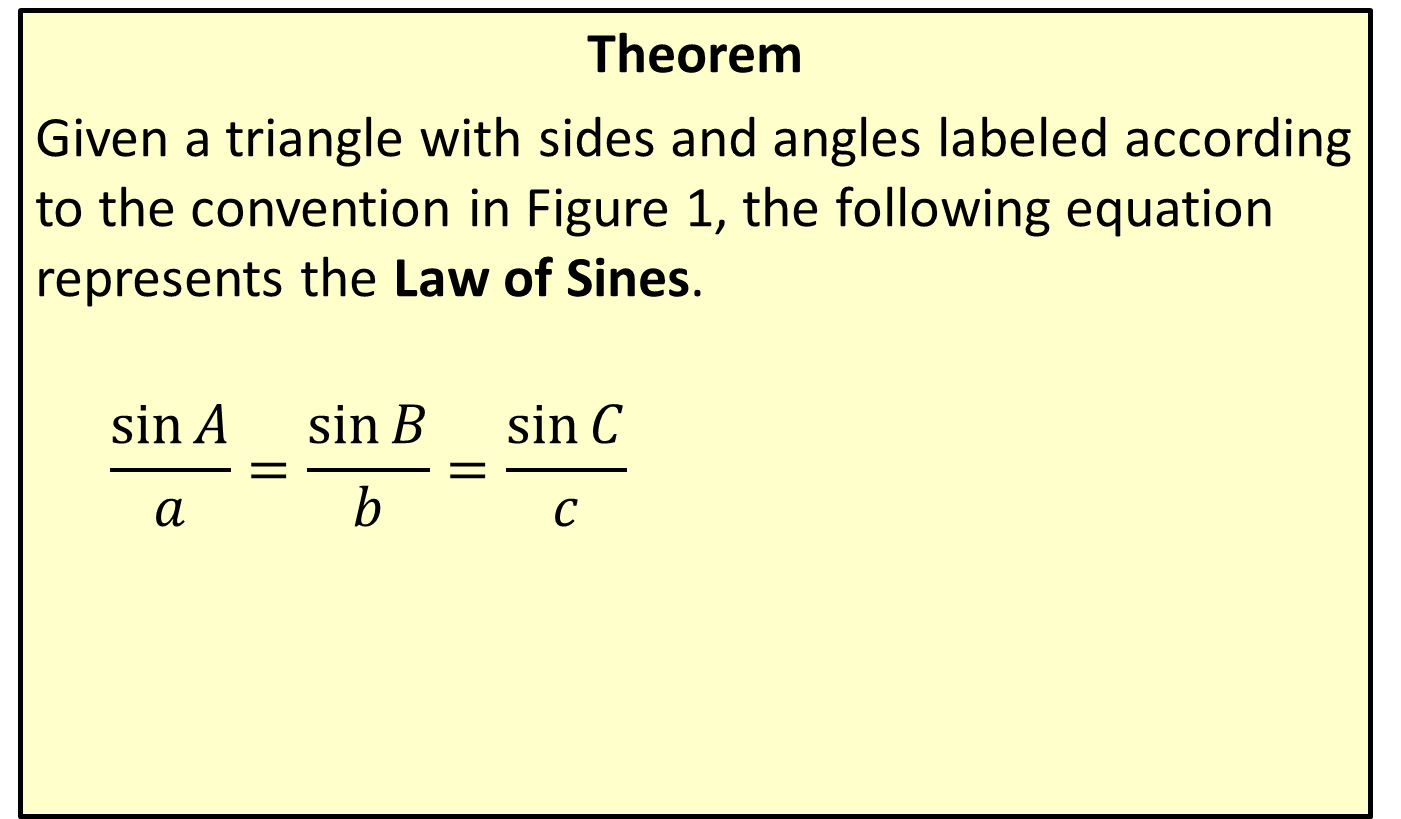 Theorem
Given a triangle with sides and angles labeled according
to the convention in Figure 1, the following equation
represents the Law of Sines.
sin A / a = sin B / b = sin C / c